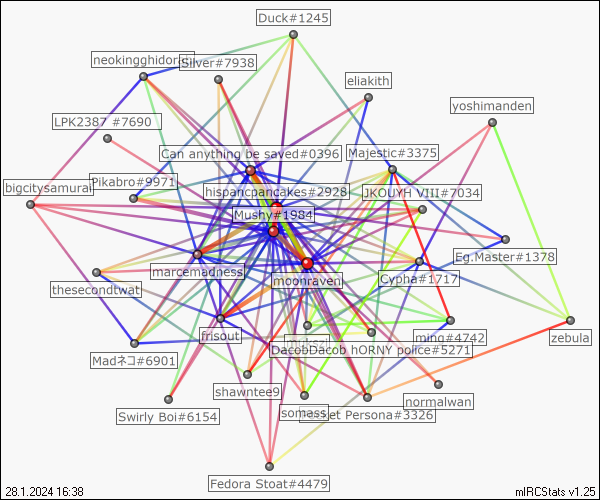 Duck#1245
neokingghidorah
Silver#7938
eliakith
yoshimanden
LPK2387 #7690
Can anything be saved#0396
Majestic#3375
Pikabro#9971
bigcitysamurai
hispancpancakes#2928
JKOUYH VIII#7034
Mushy#1984
Eg.Master#1378
marcemadness
moonraven
Cypha#1717
thesecondtwat
frisout
ming#4742
zebula
DacobDacob hORNY police#5271
Madネコ#6901
shawntee9
normalwan
Swirly Boi#6154
somass
et Persona#3326
Fedora Stoat#4479
28.1.2024 16:38
mIRCStats v1.25